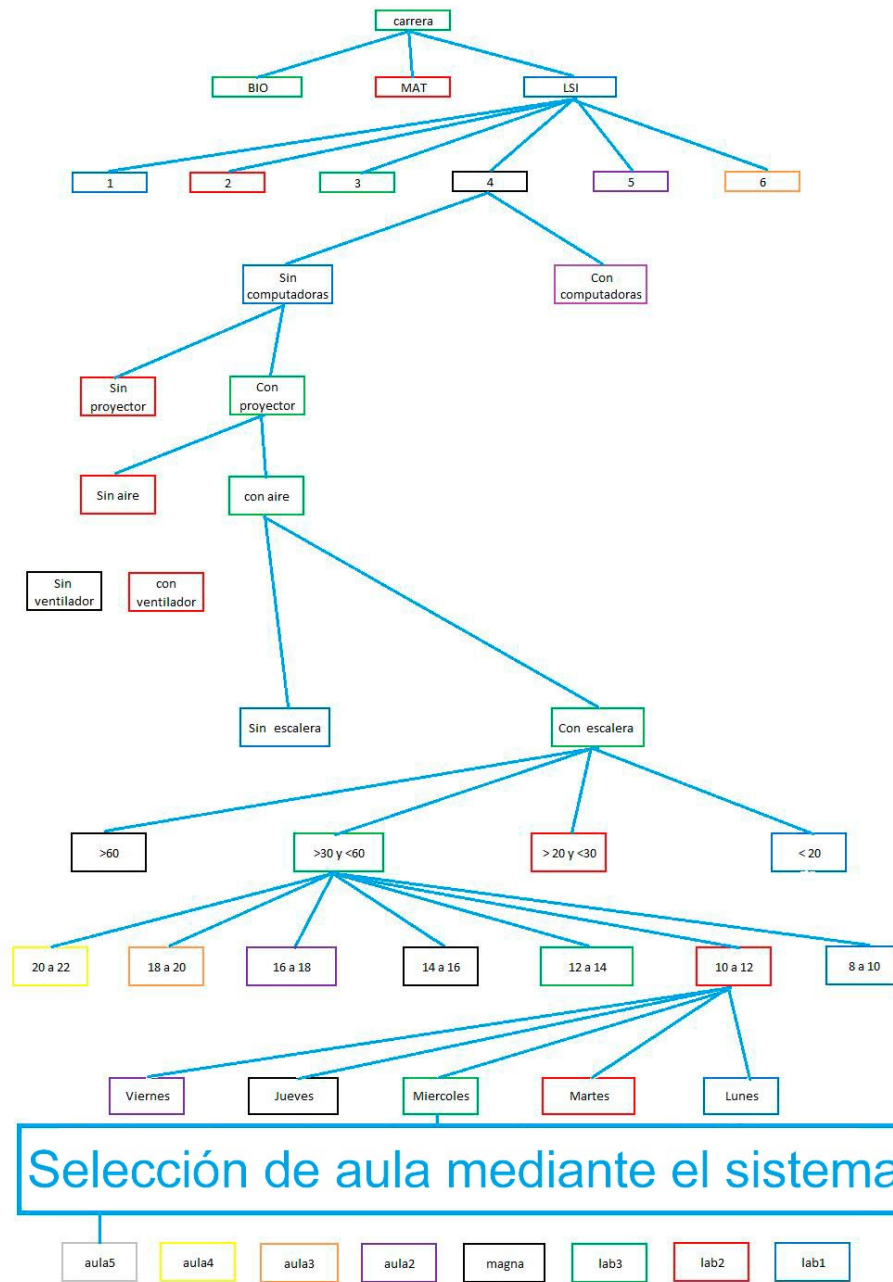 carrera
BIO
MAT
LSI
1
2
3
4
5
6
Sin
computadoras
Con
computadoras
Sin
proyector
Con
proyector
Sin aire
con aire
Sin
ventilador
con
ventilador
Sin escalera
Con escalera
>60
>30 y <60
> 20 y <30
< 20
20 a 22
18 a 20
16 a 18
14 a 16
12 a 14
10 a 12
8 a 10
Viernes
Jueves
Miercoles
Martes
Lunes
Selección de aula mediante el sistema
aula5
aula4
aula3
aula2
magna
lab3
lab2
lab1